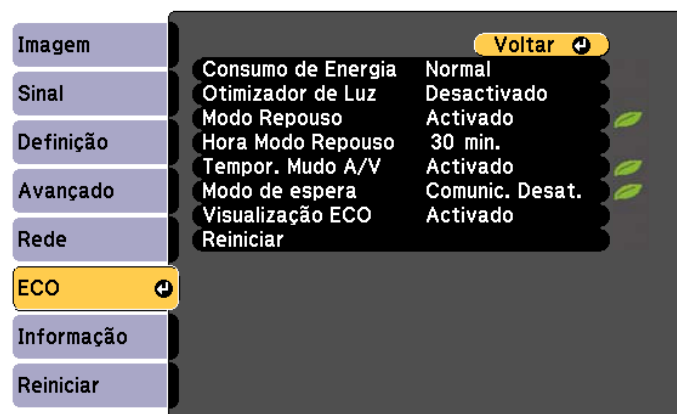 Imagem
Sinal
Definição
Avançado
Rede
ECO
Informação
Reiniciar
Voltar
Consumo de Energia Normal
Otimizador de Luz Desactivado
Modo Repouso Activado
Hora Modo Repouso 30 min.
Tempor. Mudo A/V Activado
Modo de espera Comunic. Desat.
Visualização ECO Activado
Reiniciar